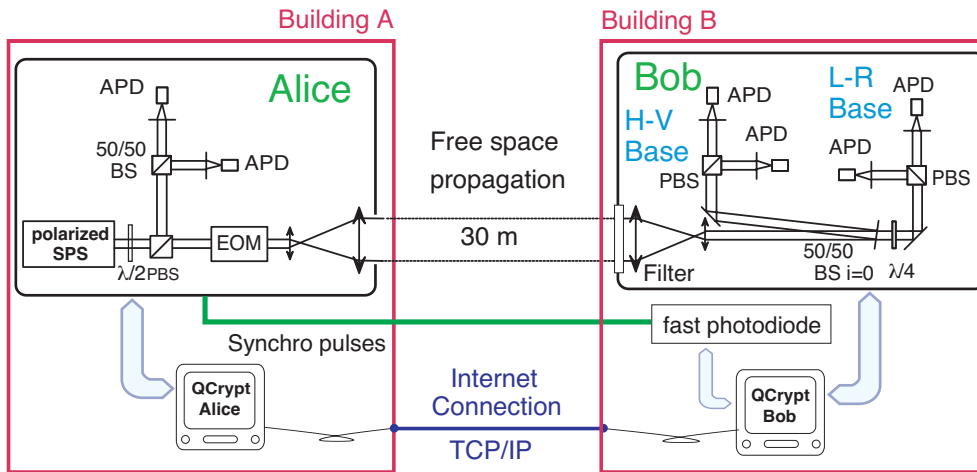 Building A
Building B
Alice
APD
50/50
BS
APD
polarized
SPS
λ/2 PBS
EOM
Free space
propagation
30 m
Bob
H-V
Base
L-R
Base
APD
APD
APD
APD
PBS
PBS
Filter
50/50
BS i=0
λ/4
Synchro pulses
fast photodiode
QCrypt
Alice
Internet
Connection
TCP/IP
QCrypt
Bob